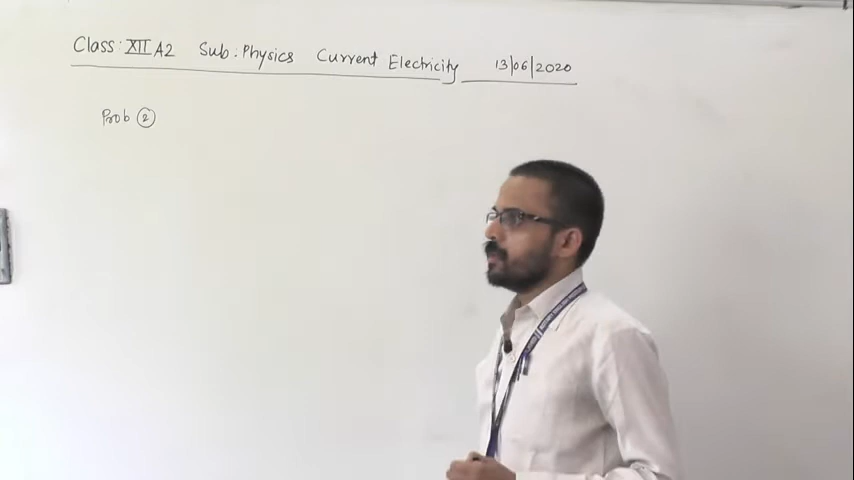 Class: XII A2 Sub: Physics Current Electricity 13/06/2020
Prob ②